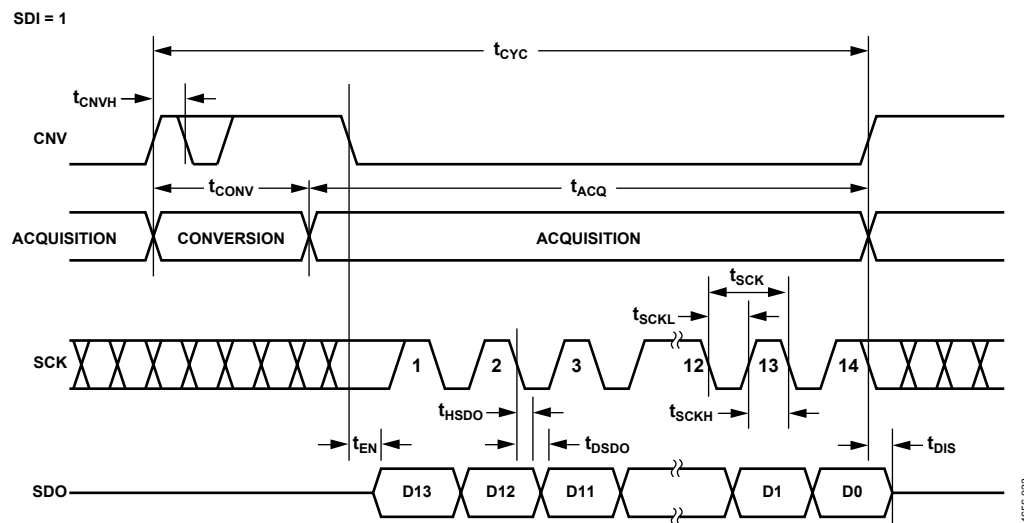 SDI = 1
tCYC
tCNVH
CNV
tCONV
tACQ
ACQUISITION
CONVERSION
ACQUISITION
tSCK
tSCKL
SCK
1
2
3
12
13
14
tHSDO
tSCKH
tEN
tDSDO
tDIS
SDO
D13
D12
D11
D1
D0